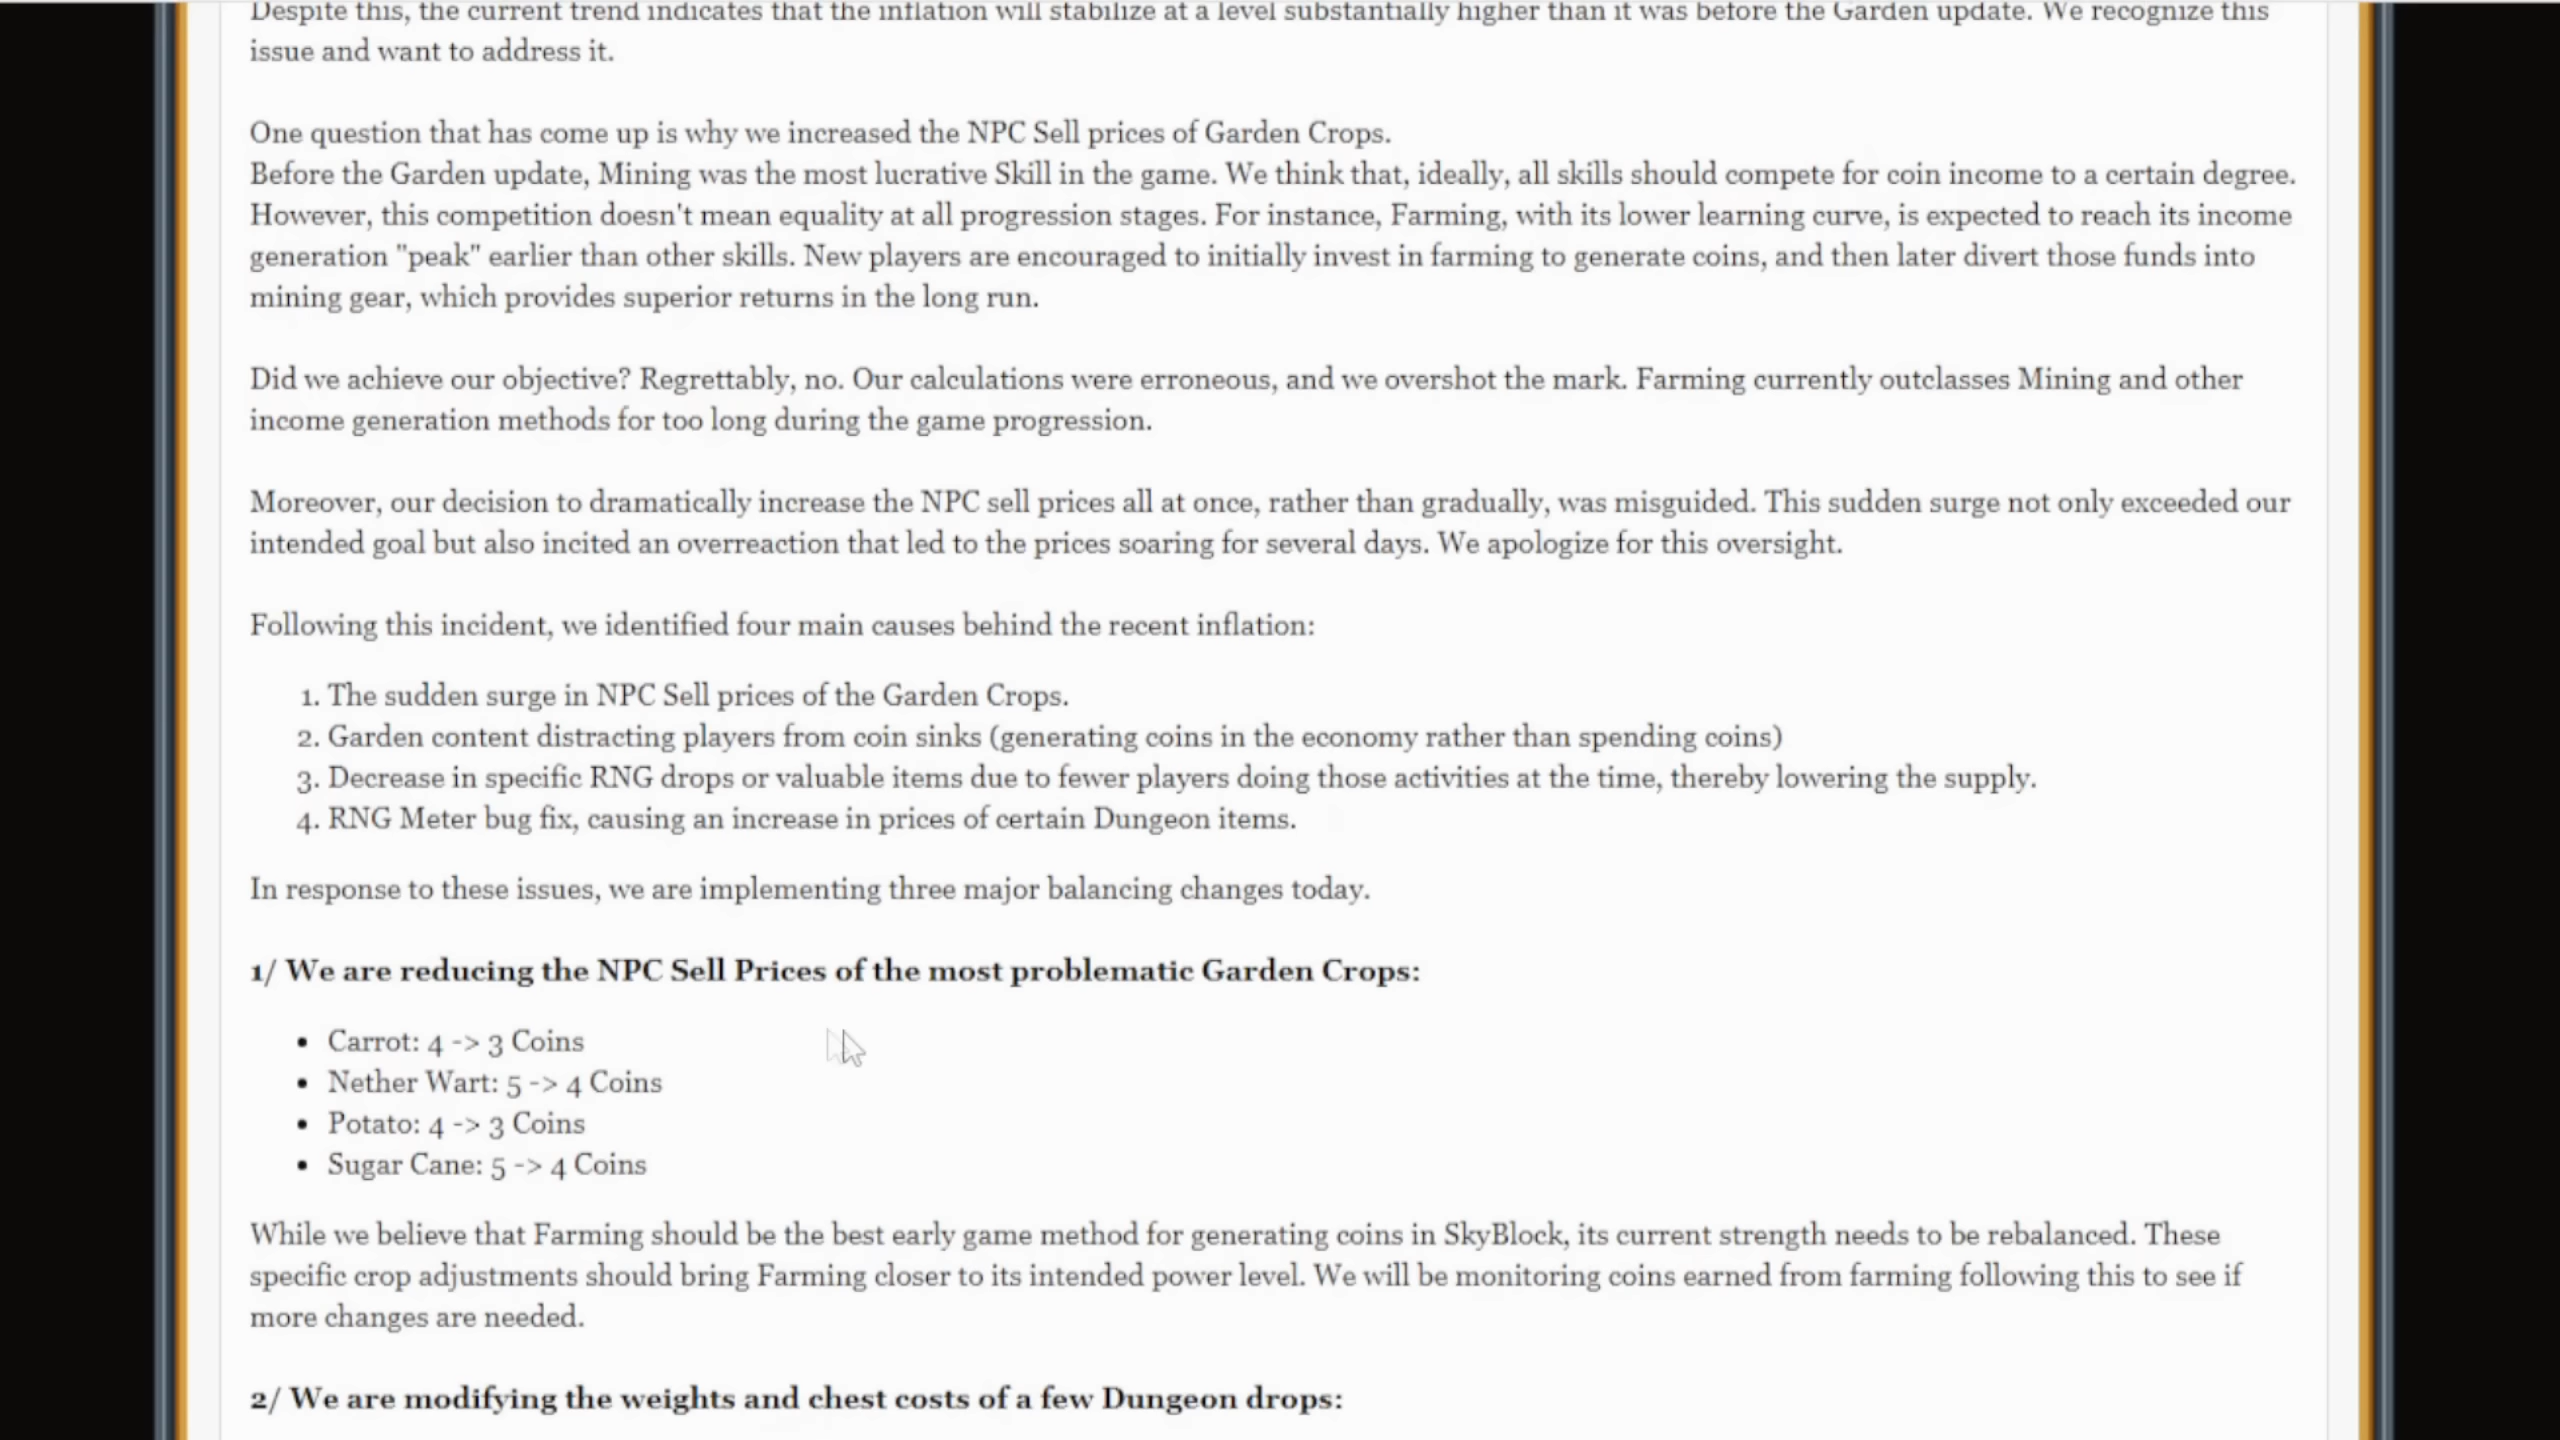 Despite this, the current trend indicates that the inflation will stabilize at a level substantially higher than it was before the Garden update. We recognize this
issue and want to address it.
One question that has come up is why we increased the NPC Sell prices of Garden Crops.
Before the Garden update, Mining was the most lucrative Skill in the game. We think that, ideally, all skills should compete for coin income to a certain degree.
However, this competition doesn't mean equality at all progression stages. For instance, Farming, with its lower learning curve, is expected to reach its income
generation "peak" earlier than other skills. New players are encouraged to initially invest in farming to generate coins, and then later divert those funds into
mining gear, which provides superior returns in the long run.
Did we achieve our objective? Regrettably, no. Our calculations were erroneous, and we overshot the mark. Farming currently outclasses Mining and other
income generation methods for too long during the game progression.
Moreover, our decision to dramatically increase the NPC sell prices all at once, rather than gradually, was misguided. This sudden surge not only exceeded our
intended goal but also incited an overreaction that led to the prices soaring for several days. We apologize for this oversight.
Following this incident, we identified four main causes behind the recent inflation:
1. The sudden surge in NPC Sell prices of the Garden Crops.
2. Garden content distracting players from coin sinks (generating coins in the economy rather than spending coins)
3. Decrease in specific RNG drops or valuable items due to fewer players doing those activities at the time, thereby lowering the supply.
4. RNG Meter bug fix, causing an increase in prices of certain Dungeon items.
In response to these issues, we are implementing three major balancing changes today.
1/ We are reducing the NPC Sell Prices of the most problematic Garden Crops:
• Carrot: 4 -> 3 Coins
• Nether Wart: 5 -> 4 Coins
• Potato: 4 -> 3 Coins
• Sugar Cane: 5 -> 4 Coins
While we believe that Farming should be the best early game method for generating coins in SkyBlock, its current strength needs to be rebalanced. These
specific crop adjustments should bring Farming closer to its intended power level. We will be monitoring coins earned from farming following this to see if
more changes are needed.
2/ We are modifying the weights and chest costs of a few Dungeon drops: